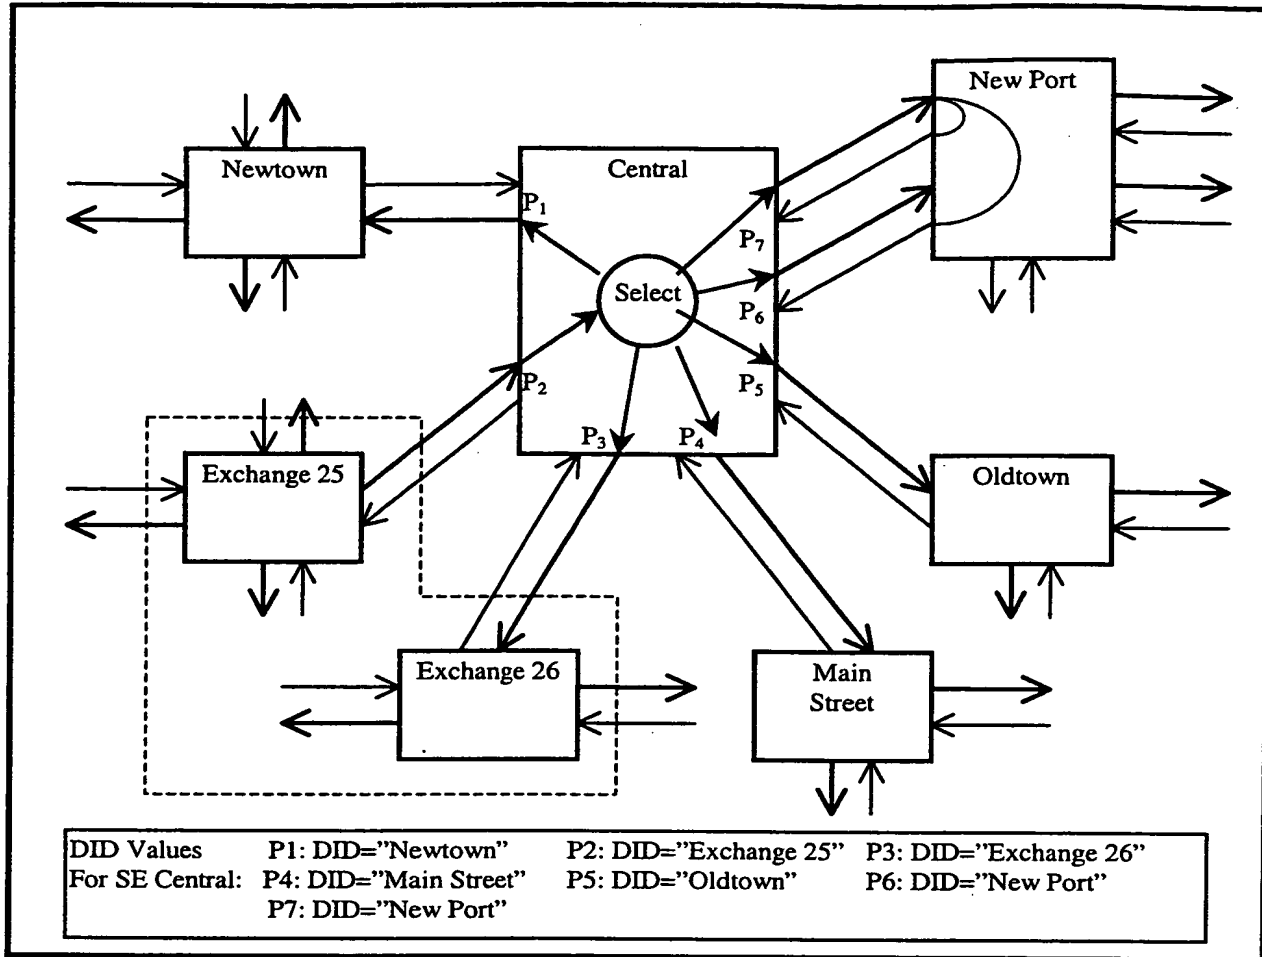 New Port
Newtown
Central
P1
P7
Select
P6
P2
P5
P3
P4
Exchange 25
Oldtown
Exchange 26
Main
Street
DID Values P1: DID="Newtown" P2: DID="Exchange 25" P3: DID="Exchange 26"
For SE Central: P4: DID="Main Street" P5: DID="Oldtown" P6: DID="New Port"
P7: DID="New Port"